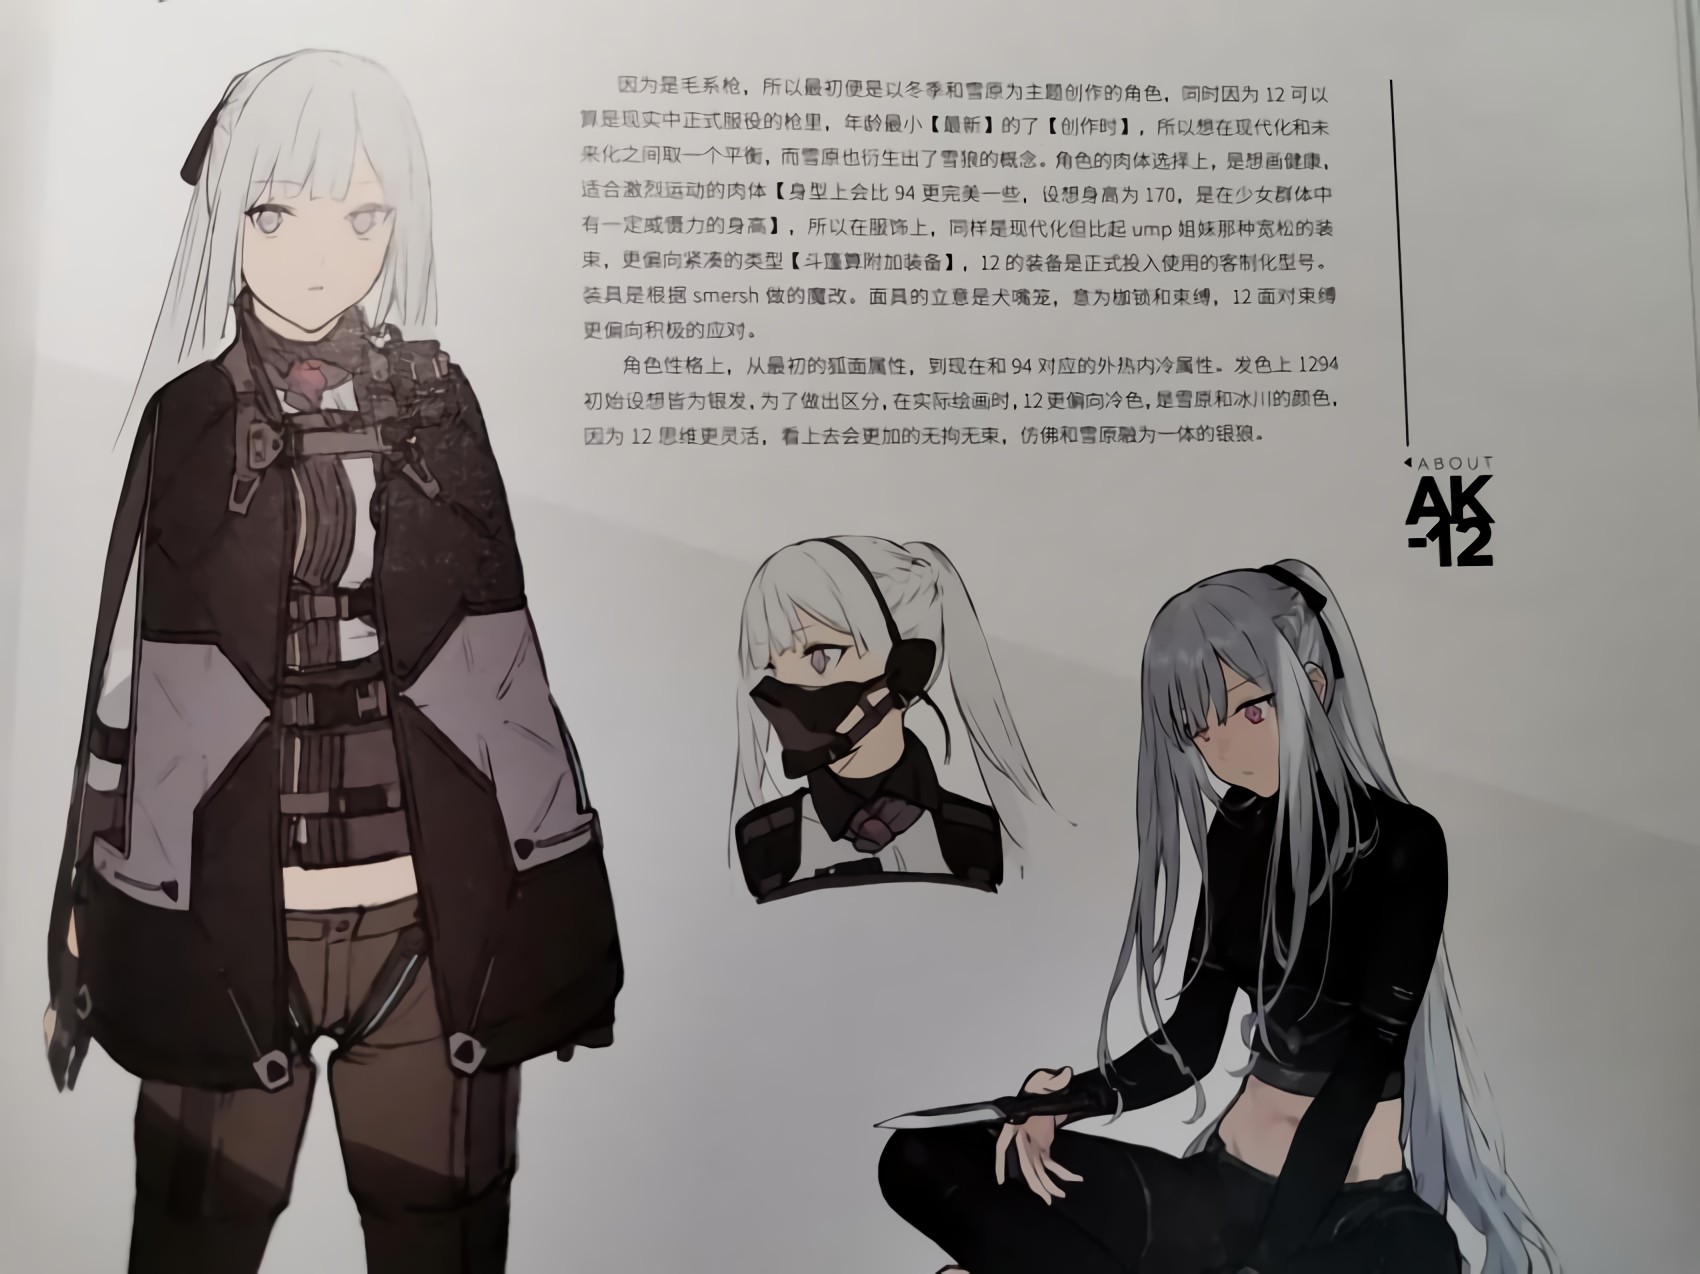 因为是毛系枪，所以最初便是以冬季和雪原为主题创作的角色，同时因为 12 可以
算是现实中正式服役的枪里，年龄最小【最新】的了【创作时】，所以想在现代化和未
来化之间取一个平衡，而雪原也衍生出了雪狼的概念。角色的肉体选择上，是想画健康，
适合激烈运动的肉体【身型上会比 94 更完美一些，设想身高为 170，是在少女群体中
有一定威慑力的身高】，所以在服饰上，同样是现代化但比起 ump 姐妹那种宽松的装
束，更偏向紧凑的类型【斗篷算附加装备】，12 的装备是正式投入使用的客制化型号。
装具是根据 smersh 做的魔改。面具的立意是犬嘴笼，意为枷锁和束缚，12 面对束缚
更偏向积极的应对。
角色性格上，从最初的狐面属性，到现在和 94 对应的外热内冷属性。发色上 1294
初始设想皆为银发，为了做出区分，在实际绘画时，12 更偏向冷色，是雪原和冰川的颜色，
因为 12 思维更灵活，看上去会更加的无拘无束，仿佛和雪原融为一体的银狼。
◀ABOUT
AK
-12